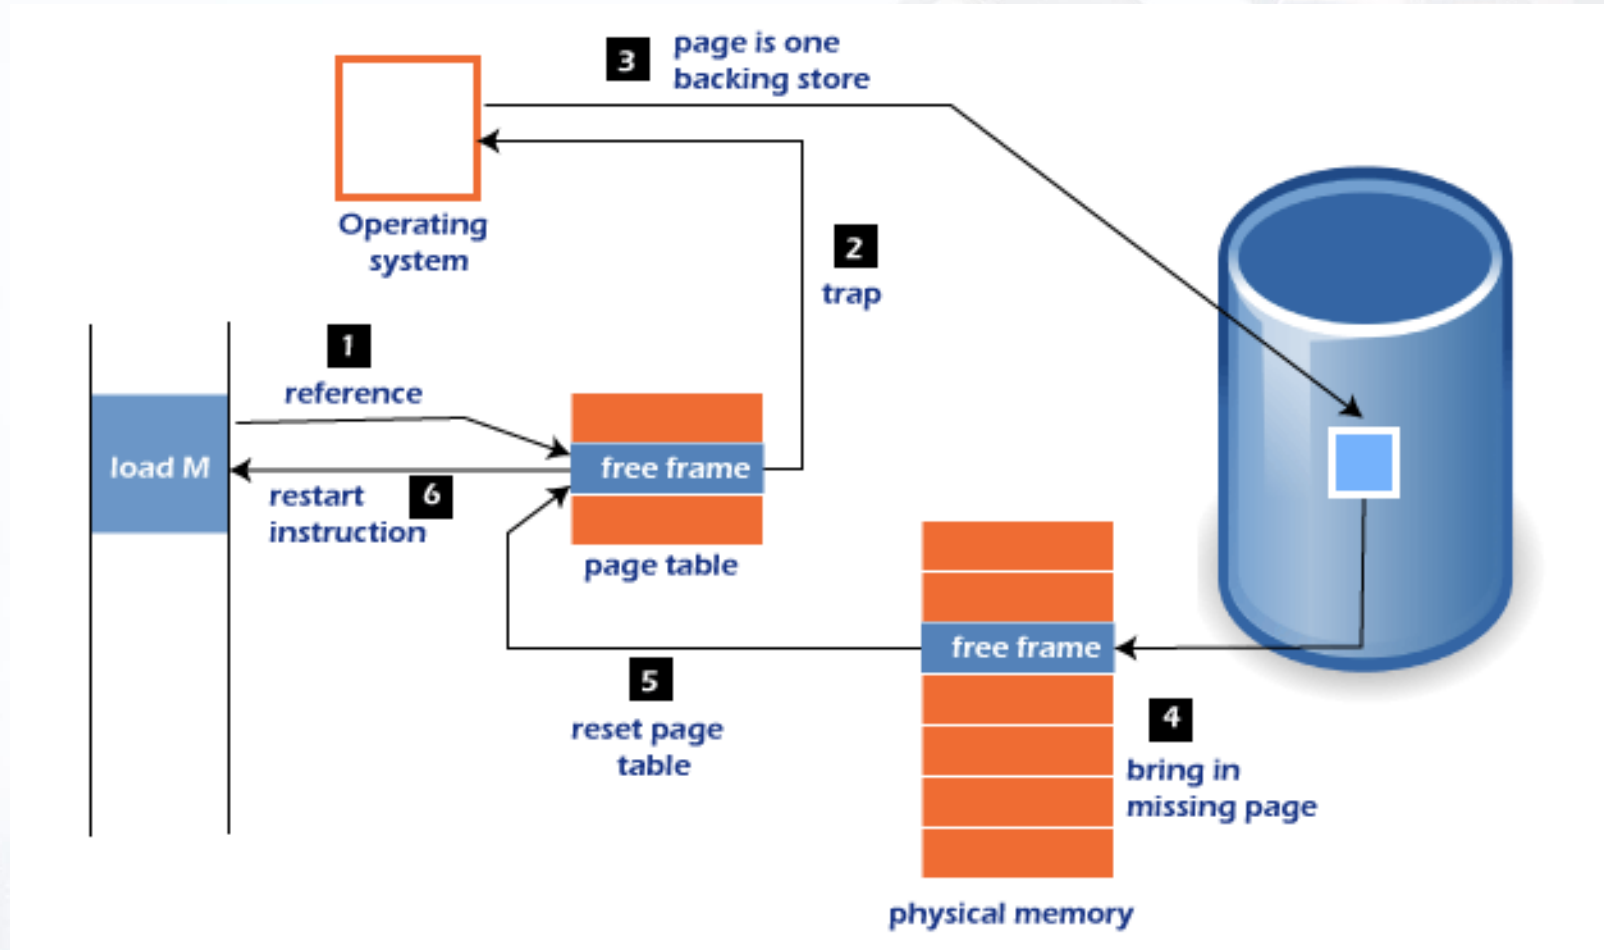 3
page is one
backing store
Operating
system
2
trap
1
reference
load M
free frame
restart
6
instruction
page table
free frame
5
reset page
table
4
bring in
missing page
physical memory